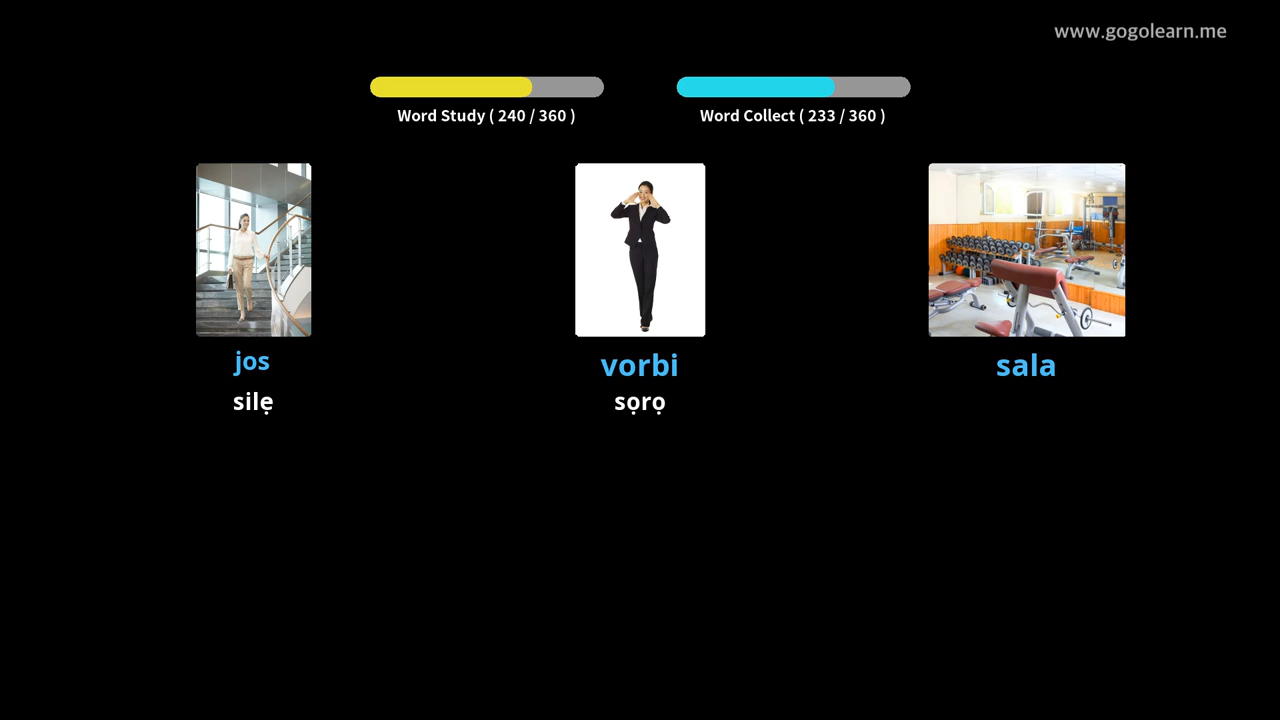 www.gogolearn.me
Word Study ( 240 / 360 )
Word Collect ( 233 / 360 )
jos
vorbi
sala
silẹ
sọrọ